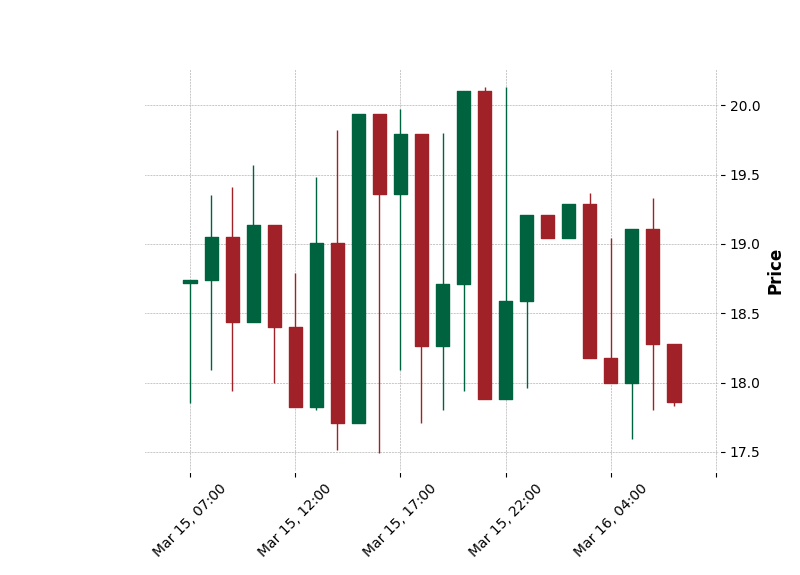 20.0
19.5
19.0
18.5
18.0
17.5
Price
Mar 15, 07:00
Mar 15, 12:00
Mar 15, 17:00
Mar 15, 22:00
Mar 16, 04:00